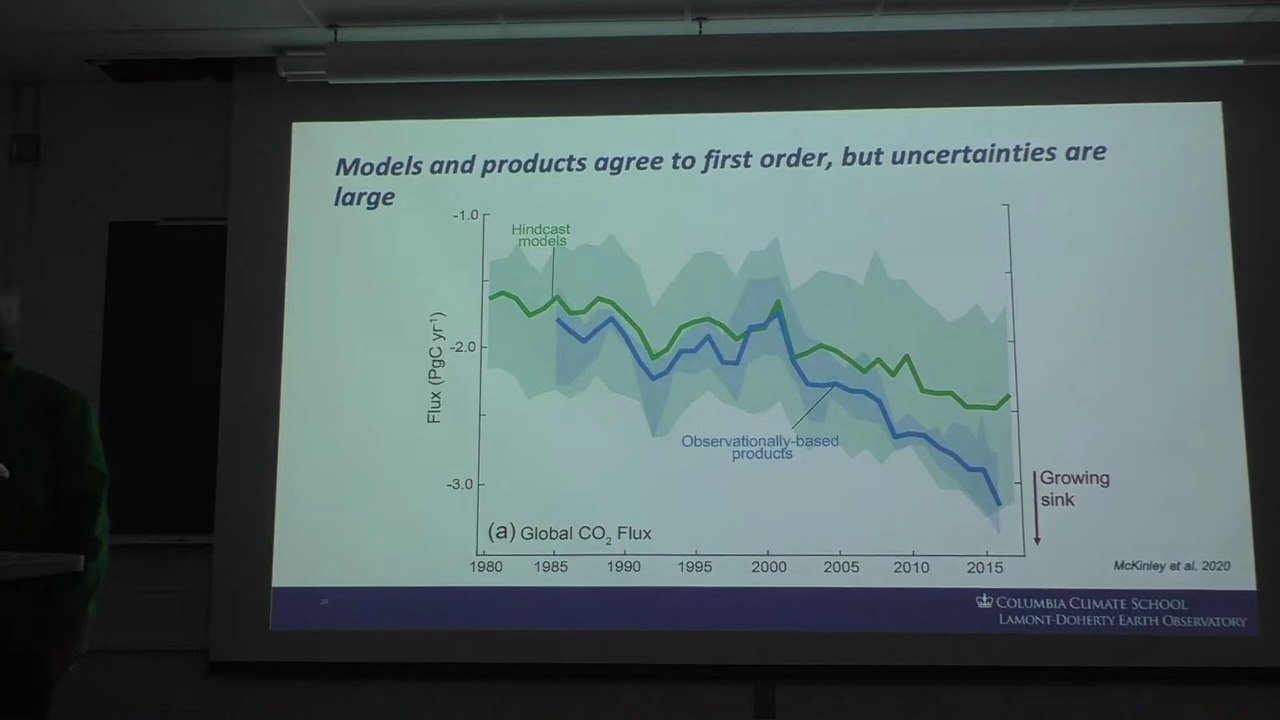 Models and products agree to first order, but uncertainties are
large
-1.0
Hindcast
models
Flux (PgC yr⁻¹)
-2.0
Observationally-based
products
-3.0
Growing
sink
(a) Global CO₂ Flux
1980 1985 1990 1995 2000 2005 2010 2015
McKinley et al. 2020
20
COLUMBIA CLIMATE SCHOOL
LAMONT-DOHERTY EARTH OBSERVATORY